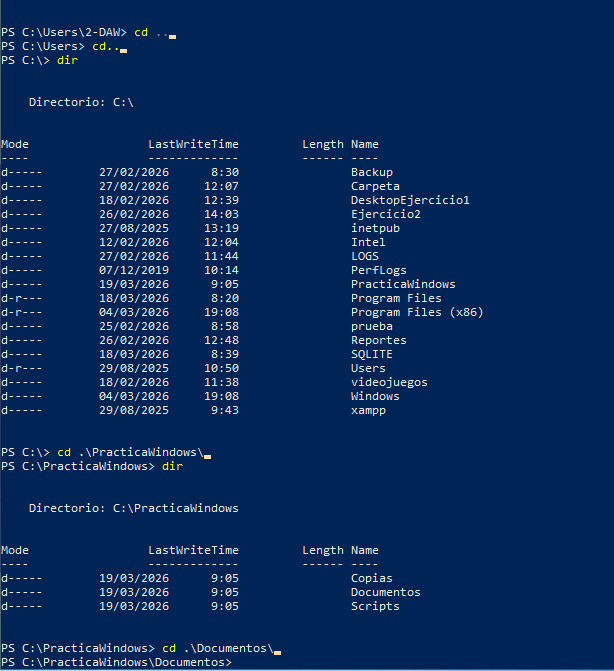 PS C:\Users\2-DAW> cd ..
PS C:\Users> cd..
PS C:\> dir
Directorio: C:\
Mode LastWriteTime Length Name
---- ------------- ------ ----
d----- 27/02/2026 8:30 Backup
d----- 27/02/2026 12:07 Carpeta
d----- 18/02/2026 12:39 DesktopEjercicio1
d----- 26/02/2026 14:03 Ejercicio2
d----- 27/08/2025 13:19 inetpub
d----- 12/02/2026 12:04 Intel
d----- 27/02/2026 11:44 LOGS
d----- 07/12/2019 10:14 PerfLogs
d----- 19/03/2026 9:05 PracticaWindows
d-r--- 18/03/2026 8:20 Program Files
d-r--- 04/03/2026 19:08 Program Files (x86)
d----- 25/02/2026 8:58 prueba
d----- 26/02/2026 12:48 Reportes
d----- 18/03/2026 8:39 SQLITE
d-r--- 29/08/2025 10:50 Users
d----- 18/02/2026 11:38 videojuegos
d----- 04/03/2026 19:08 Windows
d----- 29/08/2025 9:43 xampp
PS C:\> cd .\PracticaWindows\
PS C:\PracticaWindows> dir
Directorio: C:\PracticaWindows
Mode LastWriteTime Length Name
---- ------------- ------ ----
d----- 19/03/2026 9:05 Copias
d----- 19/03/2026 9:05 Documentos
d----- 19/03/2026 9:05 Scripts
PS C:\PracticaWindows> cd .\Documentos\
PS C:\PracticaWindows\Documentos>